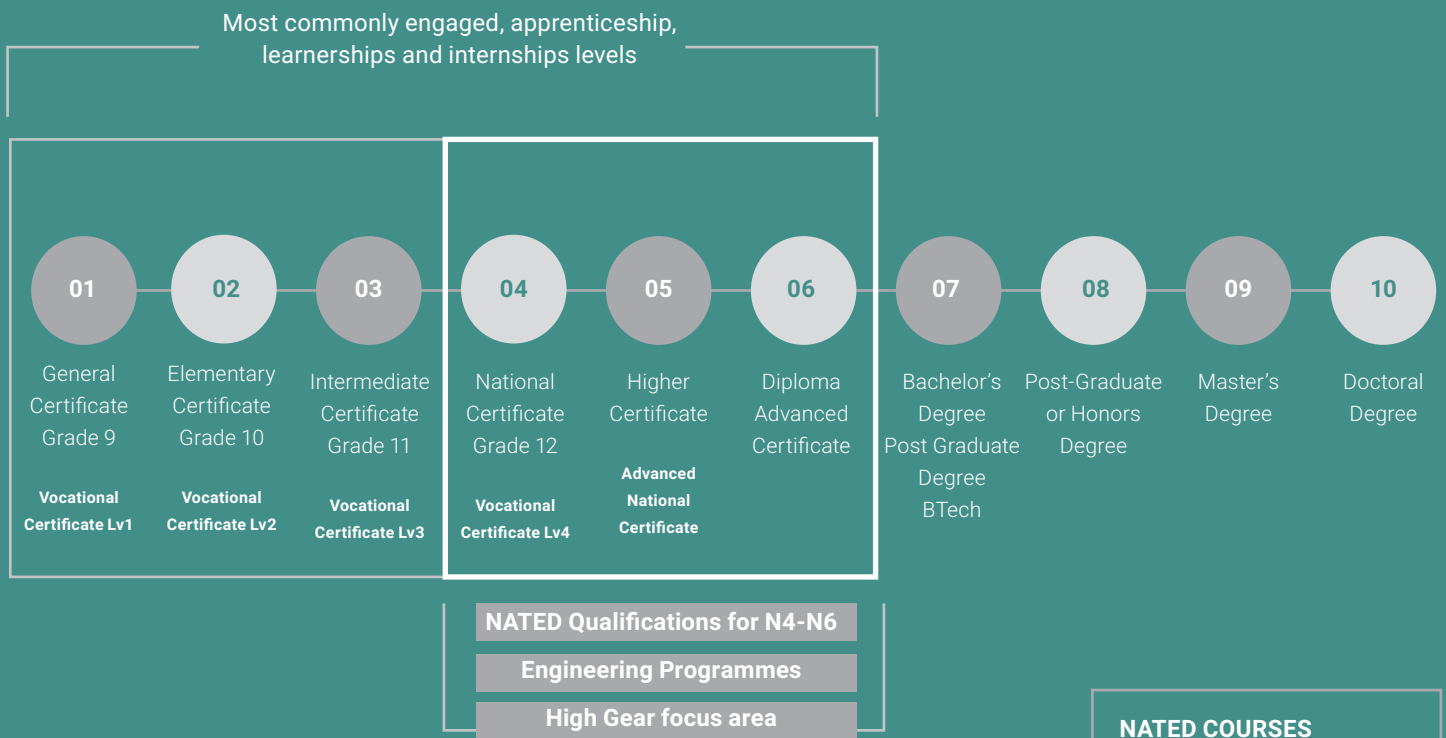 Most commonly engaged, apprenticeship,
learnerships and internships levels
01
02
03
04
05
06
07
08
09
10
General
Certificate
Grade 9
Vocational
Certificate Lv1
Elementary
Certificate
Grade 10
Vocational
Certificate Lv2
Intermediate
Certificate
Grade 11
Vocational
Certificate Lv3
National
Certificate
Grade 12
Vocational
Certificate Lv4
Higher
Certificate
Advanced
National
Certificate
Diploma
Advanced
Certificate
Bachelor's
Degree
Post Graduate
Degree
BTech
Post-Graduate
or Honors
Degree
Master's
Degree
Doctoral
Degree
NATED Qualifications for N4-N6
Engineering Programmes
High Gear focus area
NATED COURSES